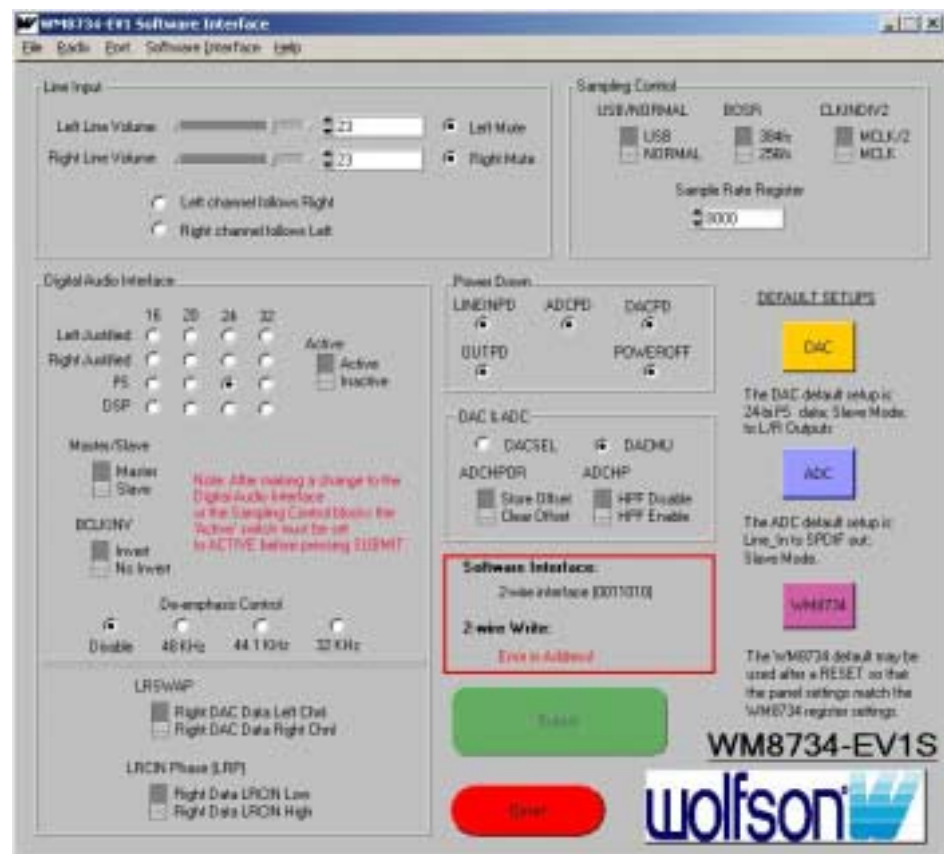 WM8734-EV1 Software Interface
File Radix Port Software Interface Help
Line Input
Left Line Volume 23 Left Mute
Right Line Volume 23 Right Mute
Left channel follows Right
Right channel follows Left
Sampling Control
USB/NORMAL BOSR CLKINDIV2
USB 384fs MCLK/2
NORMAL 256fs MCLK
Sample Rate Register
0000
Digital Audio Interface
16 20 24 32
Left Justified
Right Justified
I²S
DSP
Active
Active
Inactive
Master/Slave
Master
Slave
Note: After making a change to the
Digital Audio Interface
or the Sampling Control blocks the
'Active' switch must be set
to ACTIVE before pressing SUBMIT
BCLKINV
Invert
No Invert
De-emphasis Control
Disable 48 KHz 44.1 KHz 32 KHz
LRSWAP
Right DAC Data Left Chnl
Right DAC Data Right Chnl
LRCIN Phase (LRP)
Right Data LRCIN Low
Right Data LRCIN High
Power Down
LINEINPD ADCPD DACPD
OUTPD POWEROFF
DAC & ADC
DACSEL DACMU
ADCHPOR ADCHP
Store Offset HPF Disable
Clear Offset HPF Enable
Software Interface:
2-wire interface (0011010)
2-wire Write:
Error in Address!
Submit
Reset
DEFAULT SETUPS
DAC
The DAC default setup is:
24-bit I²S data; Slave Mode;
to L/R Outputs
ADC
The ADC default setup is:
Line_In to SPDIF out;
Slave Mode.
WM8734
The WM8734 default may be
used after a RESET so that
the panel settings match the
WM8734 register settings.
WM8734-EV1S
wolfson